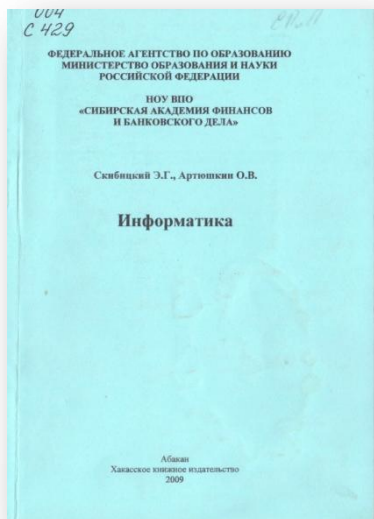 004
С 429
ФЕДЕРАЛЬНОЕ АГЕНТСТВО ПО ОБРАЗОВАНИЮ
МИНИСТЕРСТВО ОБРАЗОВАНИЯ И НАУКИ
РОССИЙСКОЙ ФЕДЕРАЦИИ
НОУ ВПО
«СИБИРСКАЯ АКАДЕМИЯ ФИНАНСОВ
И БАНКОВСКОГО ДЕЛА»
Скибицкий Э.Г., Артюшкин О.В.
Информатика
Абакан
Хакасское книжное издательство
2009